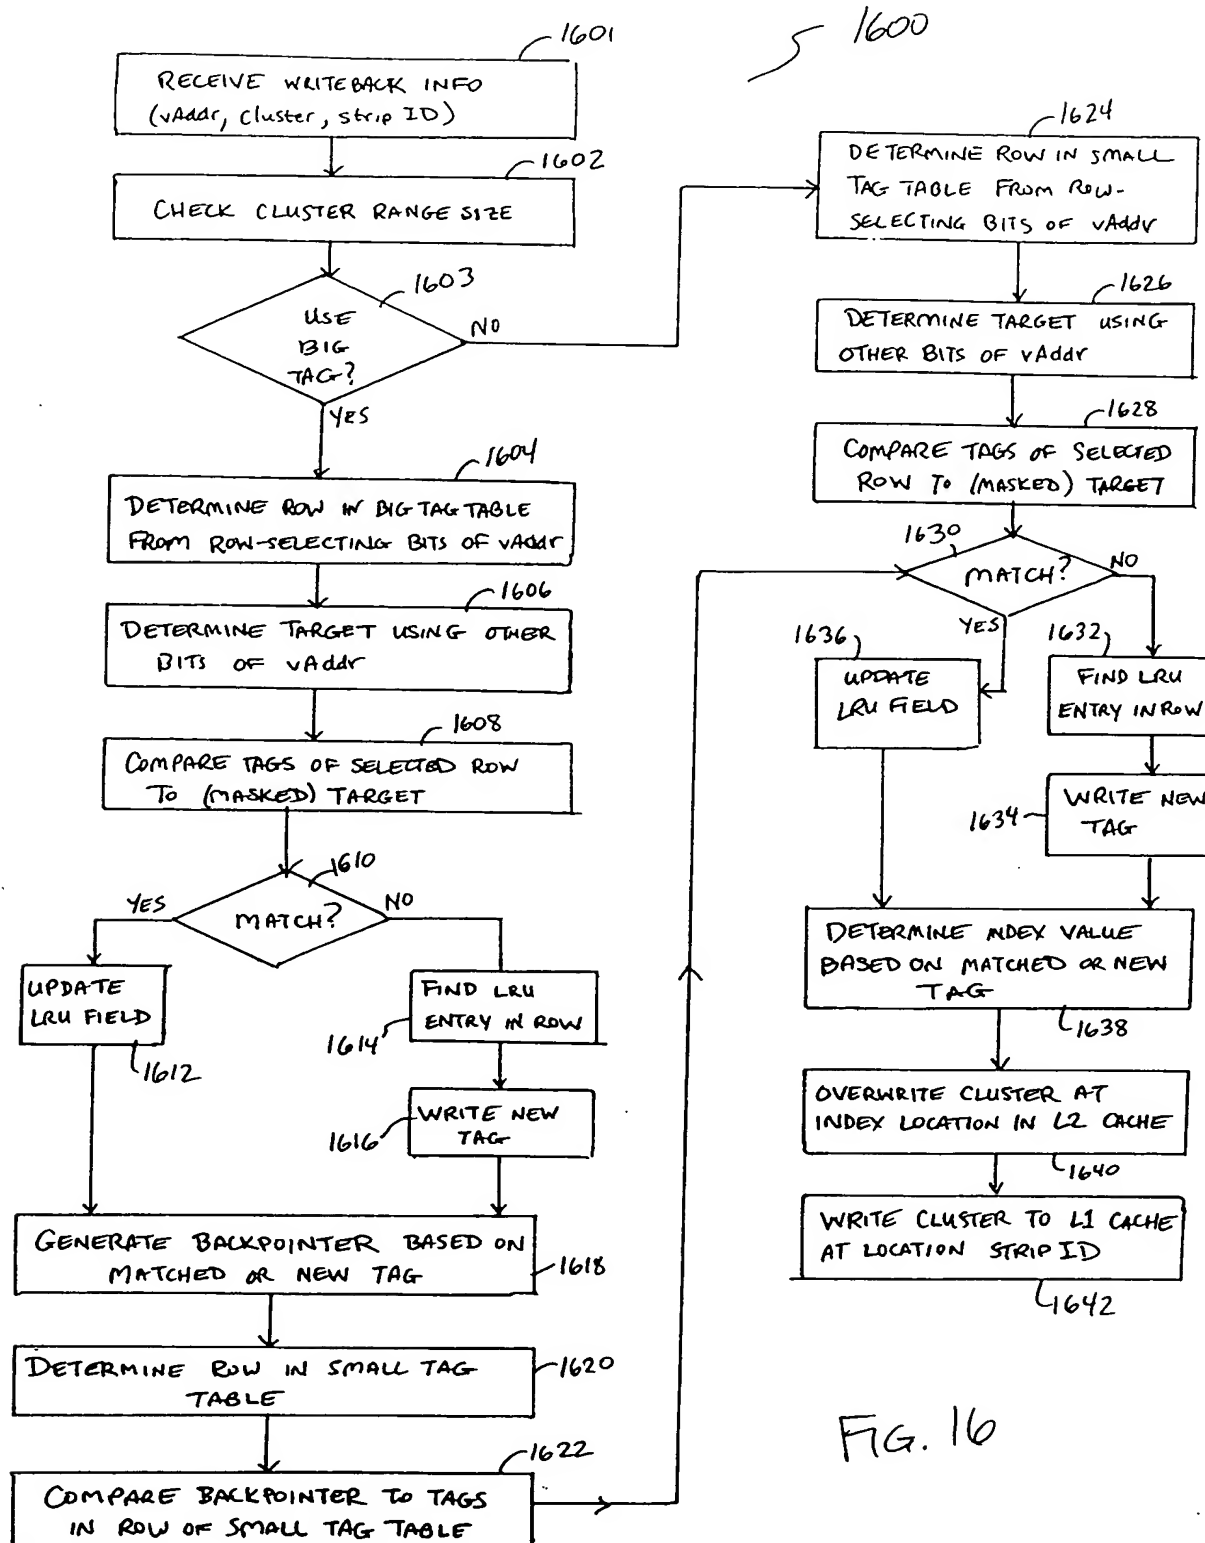 1600
1601
RECEIVE WRITEBACK INFO
(vAddr, cluster, strip ID)
1602
CHECK CLUSTER RANGE SIZE
1603
USE
BIG
TAG?
NO
YES
1604
DETERMINE ROW IN BIG TAG TABLE
FROM ROW-SELECTING BITS OF vAddr
1606
DETERMINE TARGET USING OTHER
BITS OF vAddr
1608
COMPARE TAGS OF SELECTED ROW
TO (MASKED) TARGET
1610
YES
MATCH?
NO
UPDATE
LRU FIELD
1612
FIND LRU
ENTRY IN ROW
1614
WRITE NEW
TAG
1616
GENERATE BACKPOINTER BASED ON
MATCHED OR NEW TAG
1618
DETERMINE ROW IN SMALL TAG
TABLE
1620
1622
COMPARE BACKPOINTER TO TAGS
IN ROW OF SMALL TAG TABLE
1624
DETERMINE ROW IN SMALL
TAG TABLE FROM ROW-
SELECTING BITS OF vAddr
1626
DETERMINE TARGET USING
OTHER BITS OF vAddr
1628
COMPARE TAGS OF SELECTED
ROW TO (MASKED) TARGET
1630
MATCH?
NO
YES
1636
UPDATE
LRU FIELD
1632
FIND LRU
ENTRY IN ROW
1634
WRITE NEW
TAG
DETERMINE INDEX VALUE
BASED ON MATCHED OR NEW
TAG
1638
OVERWRITE CLUSTER AT
INDEX LOCATION IN L2 CACHE
1640
WRITE CLUSTER TO L1 CACHE
AT LOCATION STRIP ID
1642
FIG. 16